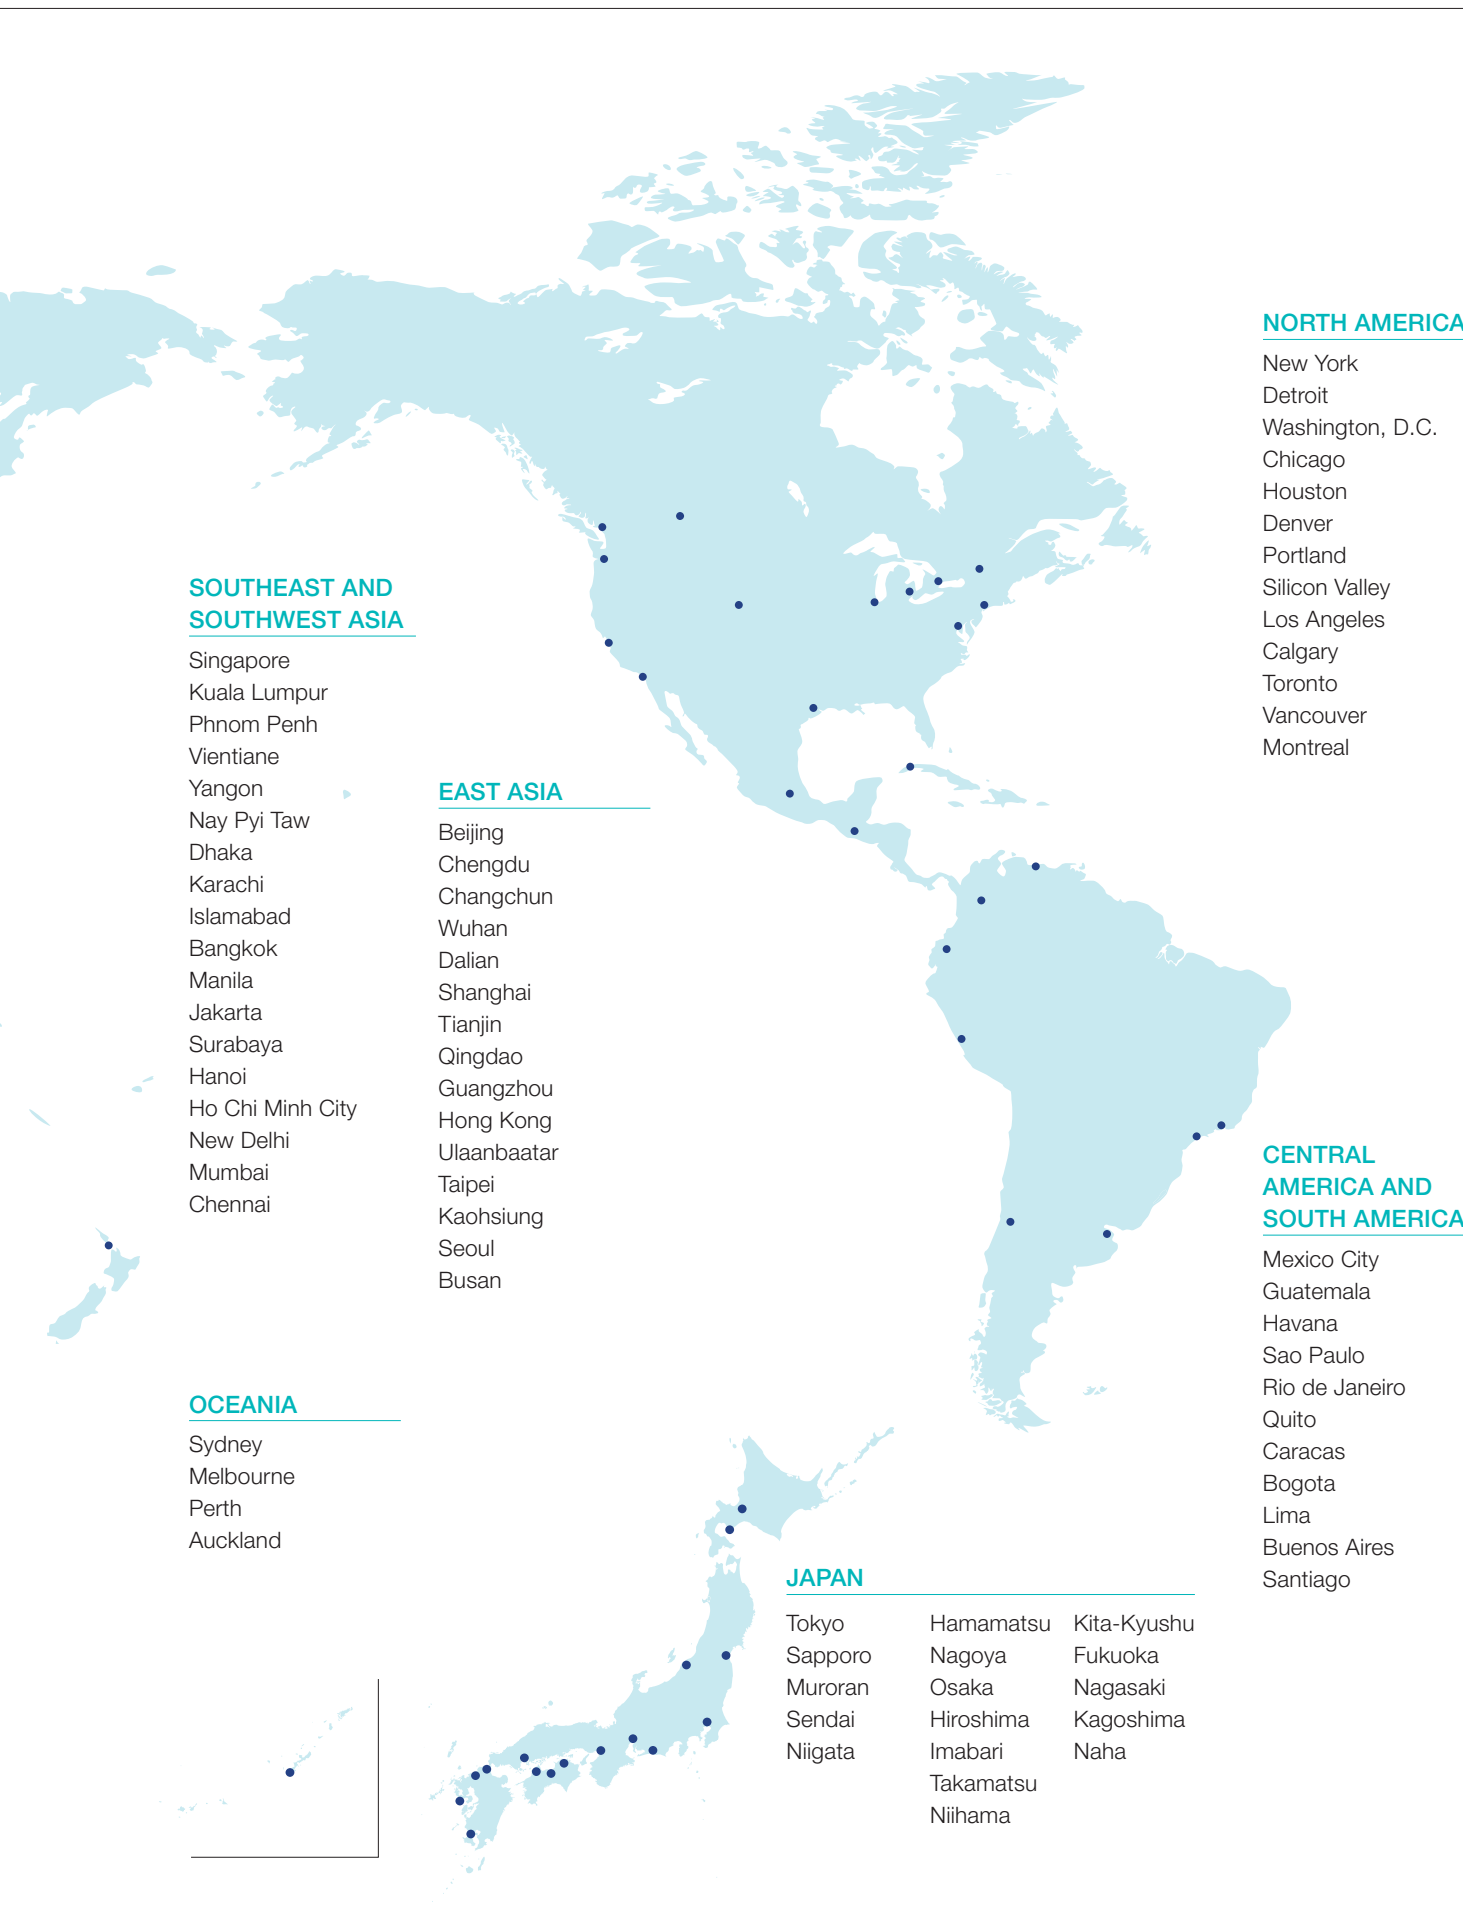 SOUTHEAST AND
SOUTHWEST ASIA
Singapore
Kuala Lumpur
Phnom Penh
Vientiane
Yangon
Nay Pyi Taw
Dhaka
Karachi
Islamabad
Bangkok
Manila
Jakarta
Surabaya
Hanoi
Ho Chi Minh City
New Delhi
Mumbai
Chennai
EAST ASIA
Beijing
Chengdu
Changchun
Wuhan
Dalian
Shanghai
Tianjin
Qingdao
Guangzhou
Hong Kong
Ulaanbaatar
Taipei
Kaohsiung
Seoul
Busan
OCEANIA
Sydney
Melbourne
Perth
Auckland
NORTH AMERICA
New York
Detroit
Washington, D.C.
Chicago
Houston
Denver
Portland
Silicon Valley
Los Angeles
Calgary
Toronto
Vancouver
Montreal
CENTRAL
AMERICA AND
SOUTH AMERICA
Mexico City
Guatemala
Havana
Sao Paulo
Rio de Janeiro
Quito
Caracas
Bogota
Lima
Buenos Aires
Santiago
JAPAN
Tokyo
Sapporo
Muroran
Sendai
Niigata
Hamamatsu
Nagoya
Osaka
Hiroshima
Imabari
Takamatsu
Niihama
Kita-Kyushu
Fukuoka
Nagasaki
Kagoshima
Naha